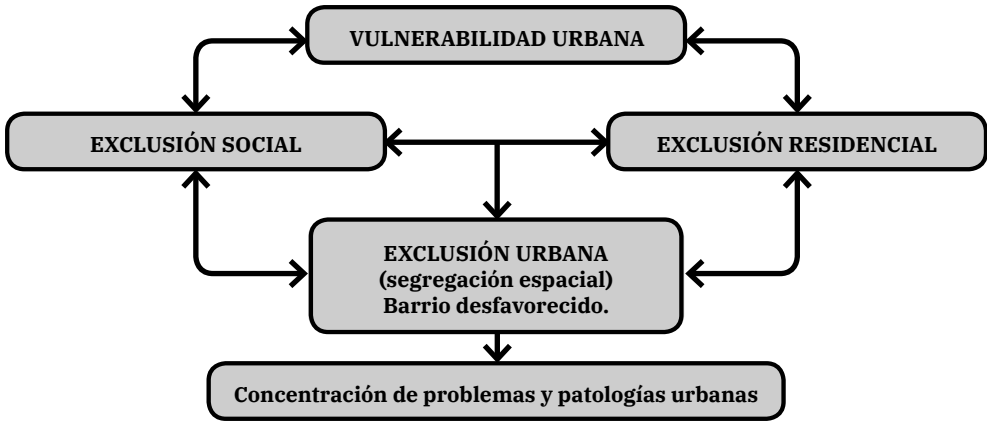 VULNERABILIDAD URBANA
EXCLUSIÓN SOCIAL
EXCLUSIÓN RESIDENCIAL
EXCLUSIÓN URBANA
(segregación espacial)
Barrio desfavorecido.
Concentración de problemas y patologías urbanas